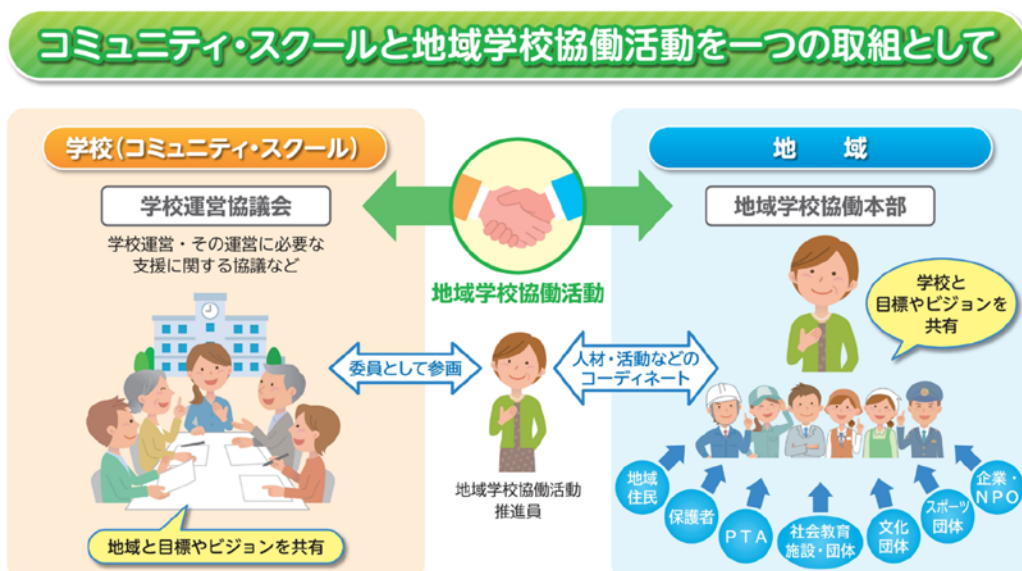 コミュニティ・スクールと地域学校協働活動を一つの取組として
学校（コミュニティ・スクール）
学校運営協議会
学校運営・その運営に必要な
支援に関する協議など
地域と目標やビジョンを共有
地域学校協働活動
委員として参画
人材・活動などの
コーディネート
地域学校協働活動
推進員
地　域
地域学校協働本部
学校と
目標やビジョンを
共有
地域
住民
保護者
PTA
社会教育
施設・団体
文化
団体
スポーツ
団体
企業・
NPO